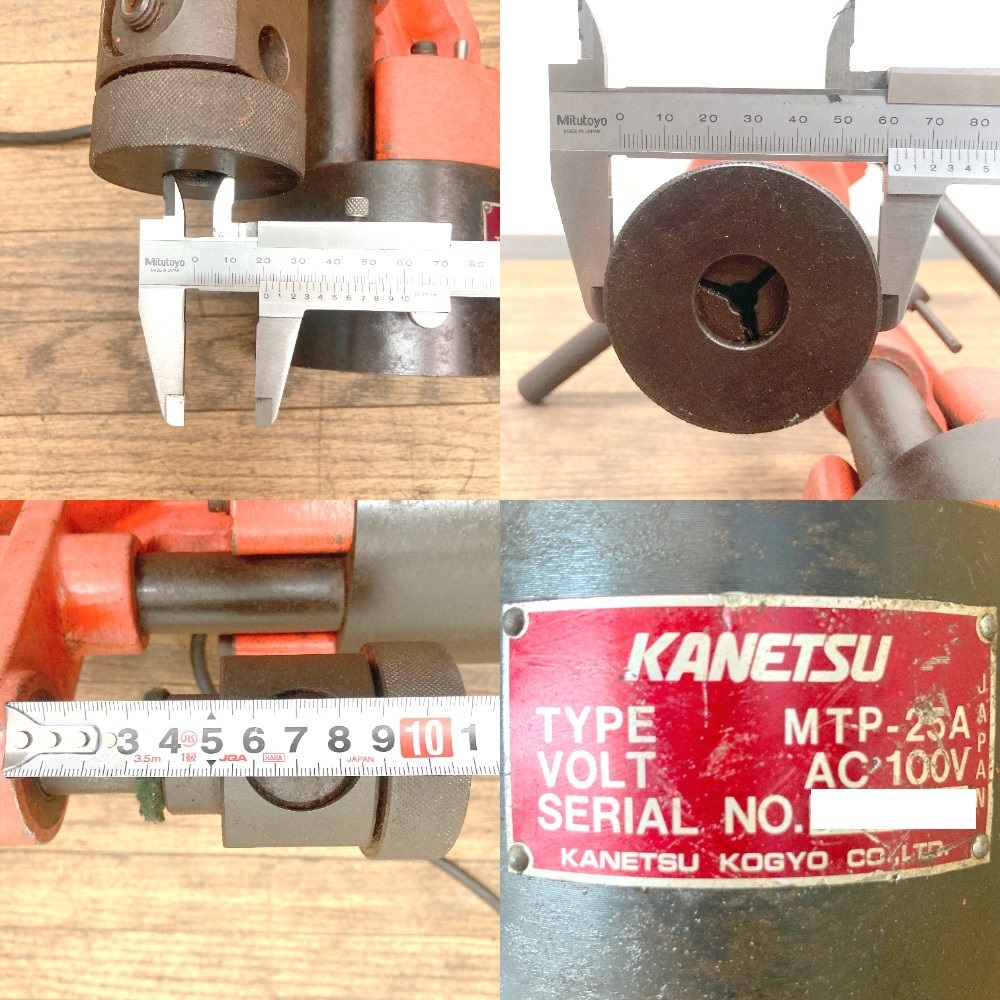 Mitutoyo
MADE IN JAPAN
0 10 20 30 40 50 60 70 80
0 1 2 3 4 5 6 7 8 9 10
Mitutoyo
MADE IN JAPAN
0 10 20 30 40 50 60 70 80
0 1 2 3 4 5
3 4 5 6 7 8 9 10 1
3.5m JIS 1級 JQA JAPAN
KANETSU
TYPE MTP-25A
VOLT AC 100V
SERIAL NO.
KANETSU KOGYO CO.,LTD.
JAPAN